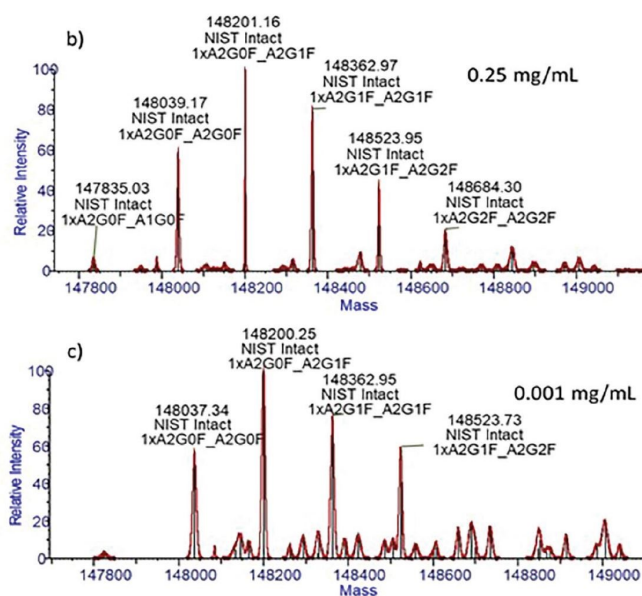 b)
148201.16
NIST Intact
1xA2G0F_A2G1F
0.25 mg/mL
148362.97
NIST Intact
1xA2G1F_A2G1F
148039.17
NIST Intact
1xA2G0F_A2G0F
148523.95
NIST Intact
1xA2G1F_A2G2F
147835.03
NIST Intact
1xA2G0F_A1G0F
148684.30
NIST Intact
1xA2G2F_A2G2F
Relative Intensity
100
80
60
40
20
0
147800 148000 148200 148400 148600 148800 149000
Mass
c)
148200.25
NIST Intact
1xA2G0F_A2G1F
0.001 mg/mL
148362.95
NIST Intact
1xA2G1F_A2G1F
148037.34
NIST Intact
1xA2G0F_A2G0F
148523.73
NIST Intact
1xA2G1F_A2G2F
Relative Intensity
100
80
60
40
20
0
147800 148000 148200 148400 148600 148800 149000
Mass